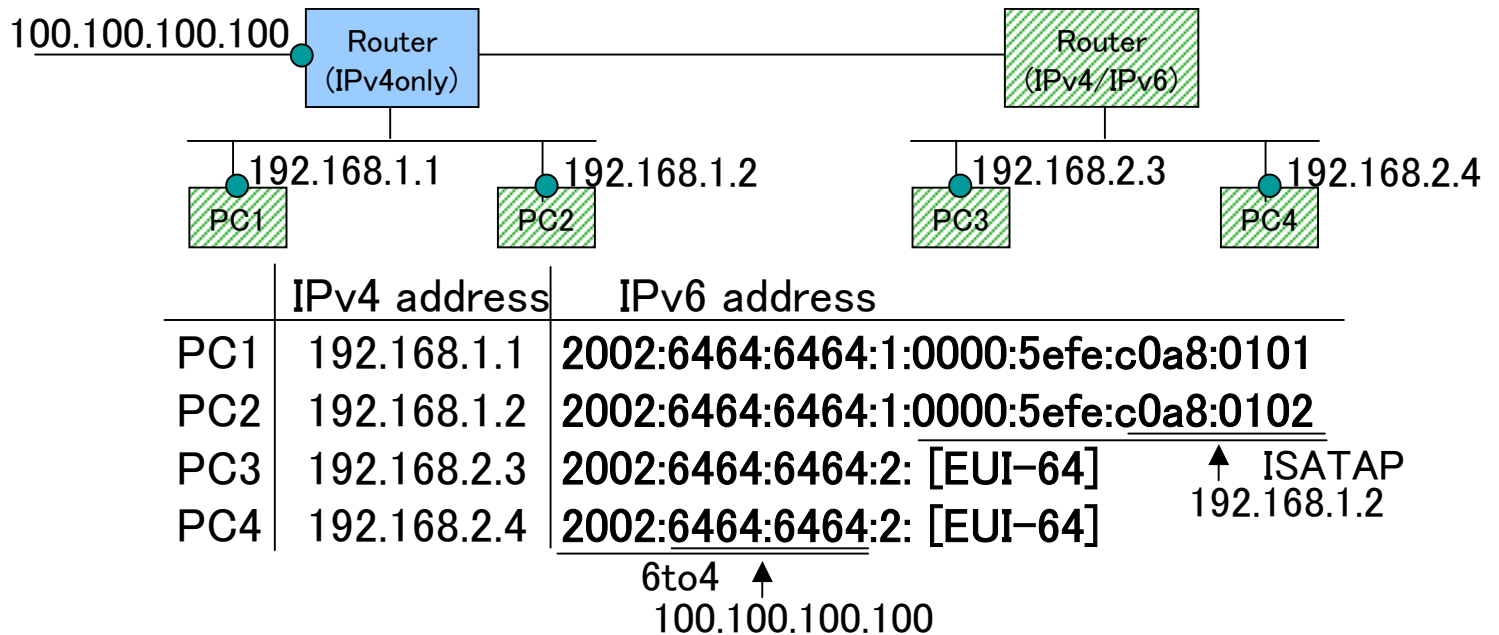 100.100.100.100
Router
(IPv4only)
Router
(IPv4/IPv6)
192.168.1.1
192.168.1.2
192.168.2.3
192.168.2.4
PC1
PC2
PC3
PC4
IPv4 address IPv6 address
PC1 192.168.1.1 2002:6464:6464:1:0000:5efe:c0a8:0101
PC2 192.168.1.2 2002:6464:6464:1:0000:5efe:c0a8:0102
PC3 192.168.2.3 2002:6464:6464:2: [EUI-64]
ISATAP
192.168.1.2
PC4 192.168.2.4 2002:6464:6464:2: [EUI-64]
6to4
100.100.100.100